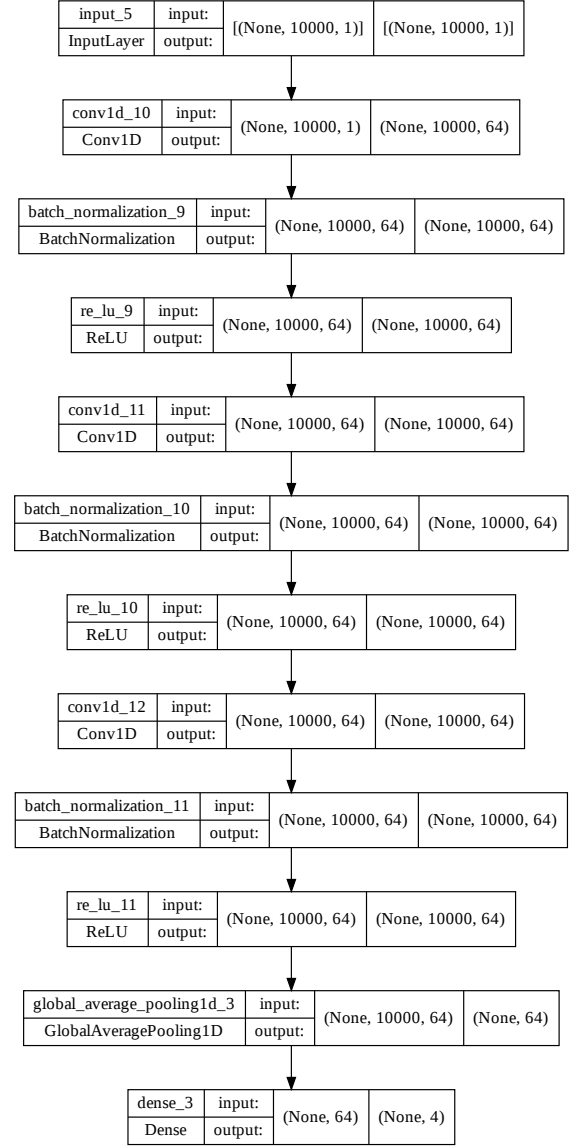 input_5 input: [(None, 10000, 1)] [(None, 10000, 1)]
InputLayer output:
conv1d_10 input: (None, 10000, 1) (None, 10000, 64)
Conv1D output:
batch_normalization_9 input: (None, 10000, 64) (None, 10000, 64)
BatchNormalization output:
re_lu_9 input: (None, 10000, 64) (None, 10000, 64)
ReLU output:
conv1d_11 input: (None, 10000, 64) (None, 10000, 64)
Conv1D output:
batch_normalization_10 input: (None, 10000, 64) (None, 10000, 64)
BatchNormalization output:
re_lu_10 input: (None, 10000, 64) (None, 10000, 64)
ReLU output:
conv1d_12 input: (None, 10000, 64) (None, 10000, 64)
Conv1D output:
batch_normalization_11 input: (None, 10000, 64) (None, 10000, 64)
BatchNormalization output:
re_lu_11 input: (None, 10000, 64) (None, 10000, 64)
ReLU output:
global_average_pooling1d_3 input: (None, 10000, 64) (None, 64)
GlobalAveragePooling1D output:
dense_3 input: (None, 64) (None, 4)
Dense output: